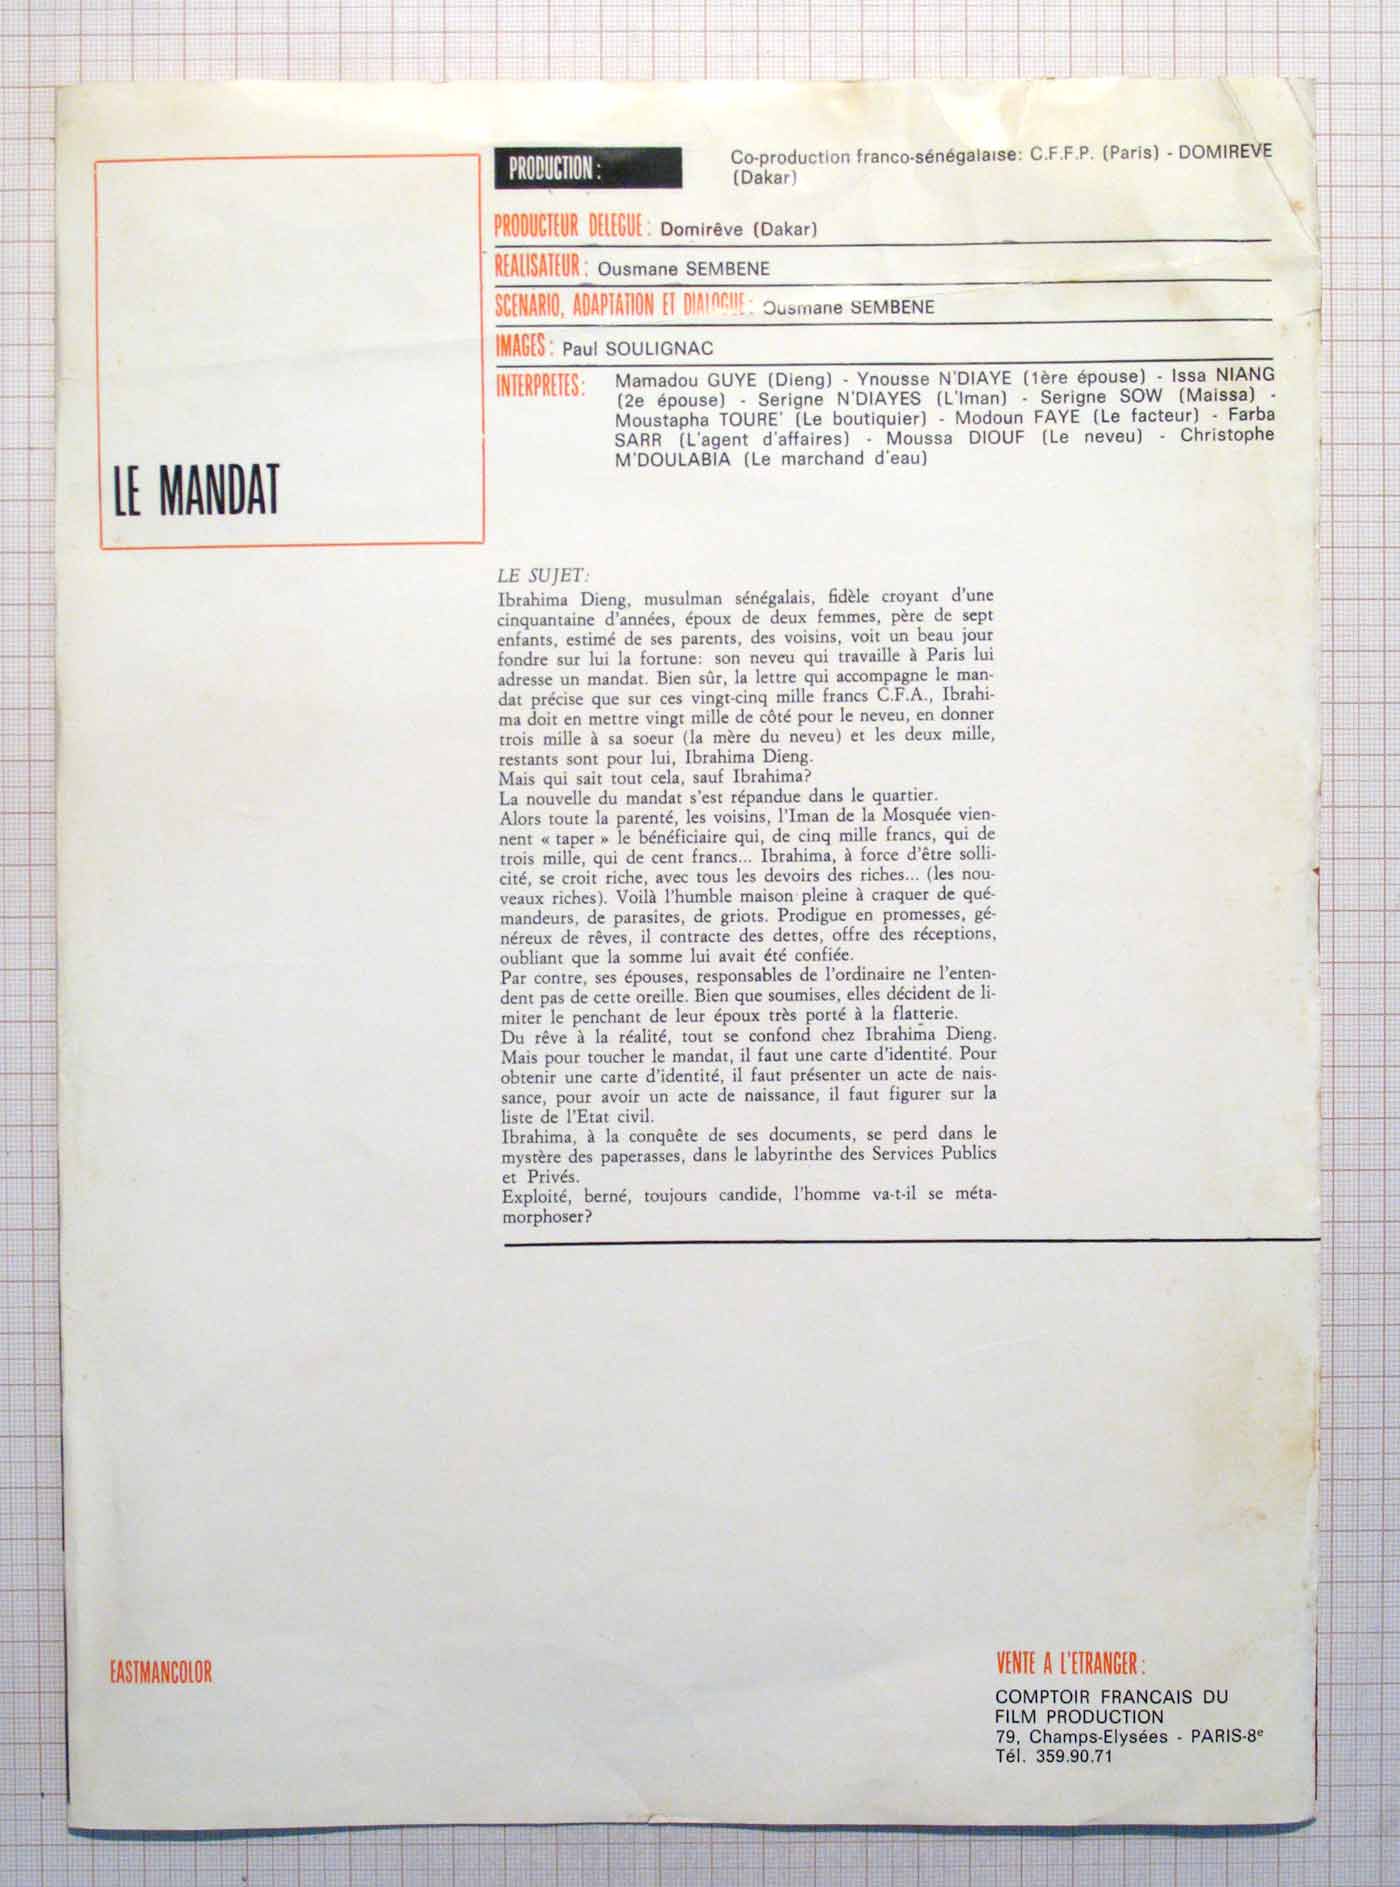 PRODUCTION:
Co-production franco-sénégalaise: C.F.F.P. (Paris) - DOMIREVE
(Dakar)
PRODUCTEUR DELEGUE: Domirêve (Dakar)
REALISATEUR: Ousmane SEMBENE
SCENARIO, ADAPTATION ET DIALOGUE: Ousmane SEMBENE
IMAGES: Paul SOULIGNAC
INTERPRETES: Mamadou GUYE (Dieng) - Ynousse N'DIAYE (1ère épouse) - Issa NIANG
(2e épouse) - Serigne N'DIAYES (L'Iman) - Serigne SOW (Maissa) -
Moustapha TOURE' (Le boutiquier) - Modoun FAYE (Le facteur) - Farba
SARR (L'agent d'affaires) - Moussa DIOUF (Le neveu) - Christophe
M'DOULABIA (Le marchand d'eau)
LE MANDAT
LE SUJET:
Ibrahima Dieng, musulman sénégalais, fidèle croyant d'une
cinquantaine d'années, époux de deux femmes, père de sept
enfants, estimé de ses parents, des voisins, voit un beau jour
fondre sur lui la fortune: son neveu qui travaille à Paris lui
adresse un mandat. Bien sûr, la lettre qui accompagne le man-
dat précise que sur ces vingt-cinq mille francs C.F.A., Ibrahi-
ma doit en mettre vingt mille de côté pour le neveu, en donner
trois mille à sa soeur (la mère du neveu) et les deux mille,
restants sont pour lui, Ibrahima Dieng.
Mais qui sait tout cela, sauf Ibrahima?
La nouvelle du mandat s'est répandue dans le quartier.
Alors toute la parenté, les voisins, l'Iman de la Mosquée vien-
nent « taper » le bénéficiaire qui, de cinq mille francs, qui de
trois mille, qui de cent francs... Ibrahima, à force d'être solli-
cité, se croit riche, avec tous les devoirs des riches... (les nou-
veaux riches). Voilà l'humble maison pleine à craquer de qué-
mandeurs, de parasites, de griots. Prodigue en promesses, gé-
néreux de rêves, il contracte des dettes, offre des réceptions,
oubliant que la somme lui avait été confiée.
Par contre, ses épouses, responsables de l'ordinaire ne l'enten-
dent pas de cette oreille. Bien que soumises, elles décident de li-
miter le penchant de leur époux très porté à la flatterie.
Du rêve à la réalité, tout se confond chez Ibrahima Dieng.
Mais pour toucher le mandat, il faut une carte d'identité. Pour
obtenir une carte d'identité, il faut présenter un acte de nais-
sance, pour avoir un acte de naissance, il faut figurer sur la
liste de l'Etat civil.
Ibrahima, à la conquête de ses documents, se perd dans le
mystère des paperasses, dans le labyrinthe des Services Publics
et Privés.
Exploité, berné, toujours candide, l'homme va-t-il se méta-
morphoser?
EASTMANCOLOR
VENTE A L'ETRANGER:
COMPTOIR FRANCAIS DU
FILM PRODUCTION
79, Champs-Elysées - PARIS-8e
Tél. 359.90.71